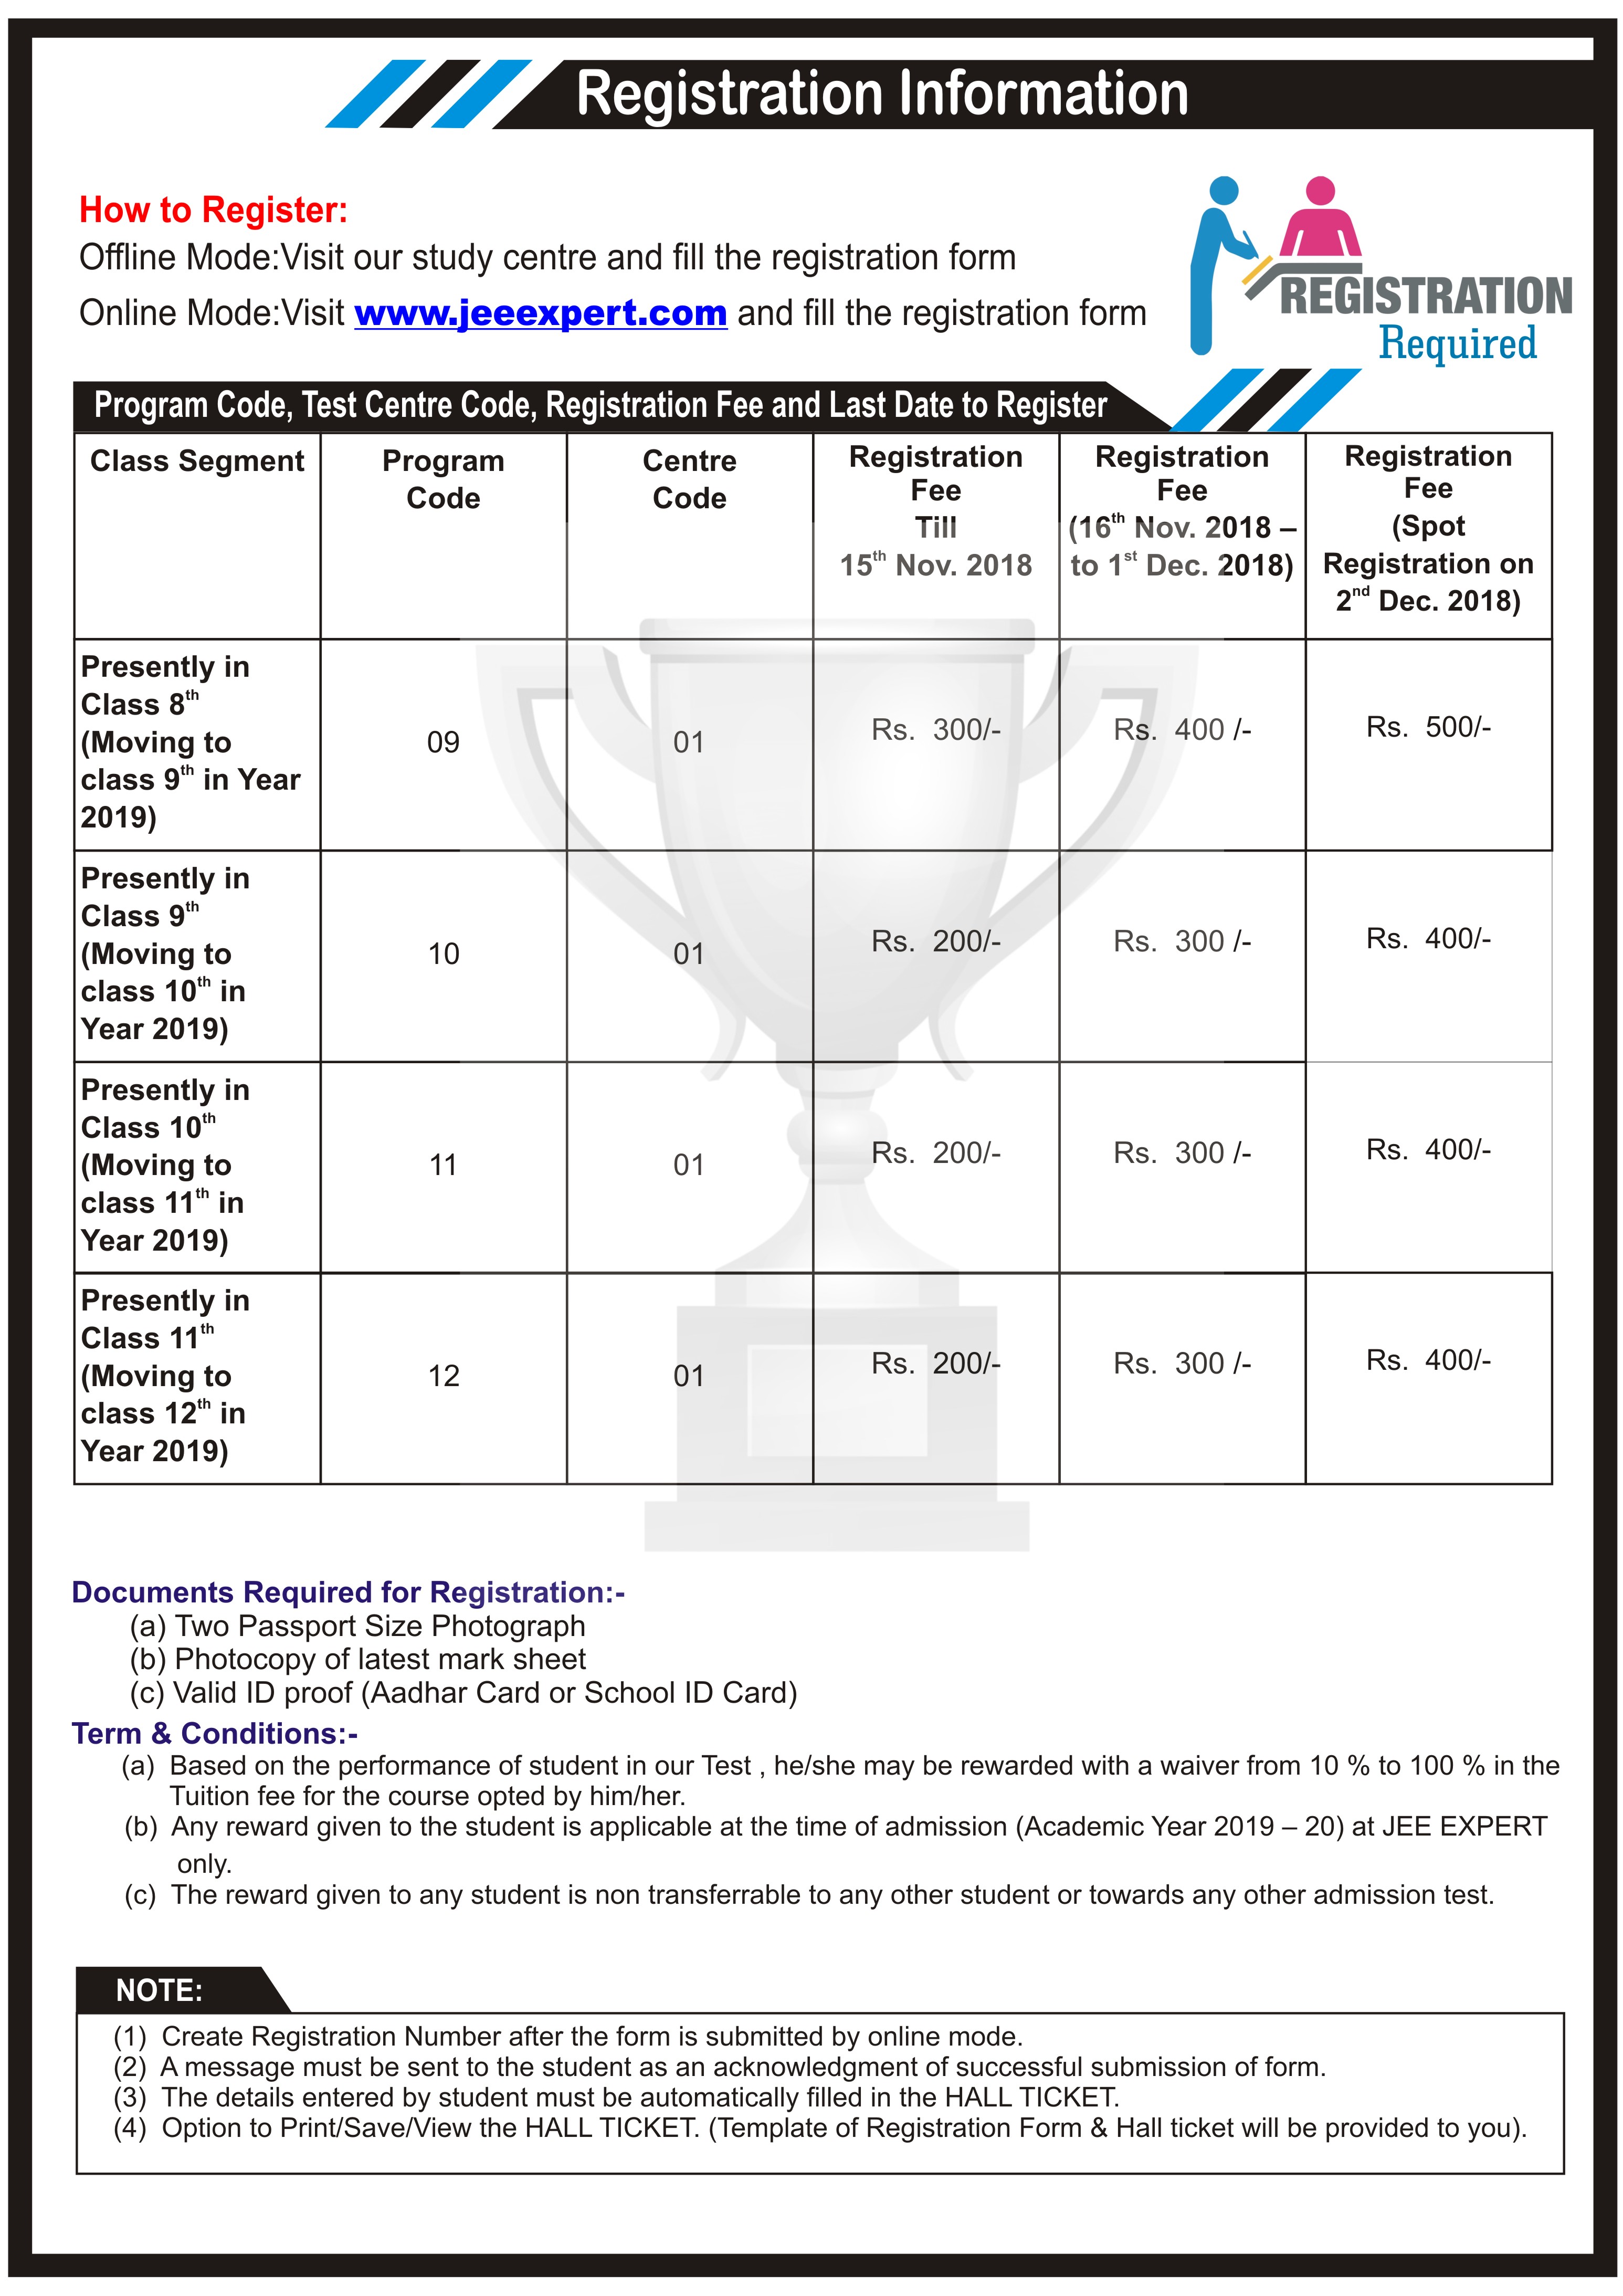 Registration Information
How to Register:
Offline Mode:Visit our study centre and fill the registration form
Online Mode:Visit www.jeeexpert.com and fill the registration form
REGISTRATION
Required
Program Code, Test Centre Code, Registration Fee and Last Date to Register
Class Segment
Program
Code
Centre
Code
Registration
Fee
Till
15th Nov. 2018
Registration
Fee
(16th Nov. 2018 –
to 1st Dec. 2018)
Registration
Fee
(Spot
Registration on
2nd Dec. 2018)
Presently in
Class 8th
(Moving to
class 9th in Year
2019)
09
01
Rs. 300/-
Rs. 400 /-
Rs. 500/-
Presently in
Class 9th
(Moving to
class 10th in
Year 2019)
10
01
Rs. 200/-
Rs. 300 /-
Rs. 400/-
Presently in
Class 10th
(Moving to
class 11th in
Year 2019)
11
01
Rs. 200/-
Rs. 300 /-
Rs. 400/-
Presently in
Class 11th
(Moving to
class 12th in
Year 2019)
12
01
Rs. 200/-
Rs. 300 /-
Rs. 400/-
Documents Required for Registration:-
(a) Two Passport Size Photograph
(b) Photocopy of latest mark sheet
(c) Valid ID proof (Aadhar Card or School ID Card)
Term & Conditions:-
(a) Based on the performance of student in our Test , he/she may be rewarded with a waiver from 10 % to 100 % in the
Tuition fee for the course opted by him/her.
(b) Any reward given to the student is applicable at the time of admission (Academic Year 2019 – 20) at JEE EXPERT
only.
(c) The reward given to any student is non transferrable to any other student or towards any other admission test.
NOTE:
(1) Create Registration Number after the form is submitted by online mode.
(2) A message must be sent to the student as an acknowledgment of successful submission of form.
(3) The details entered by student must be automatically filled in the HALL TICKET.
(4) Option to Print/Save/View the HALL TICKET. (Template of Registration Form & Hall ticket will be provided to you).